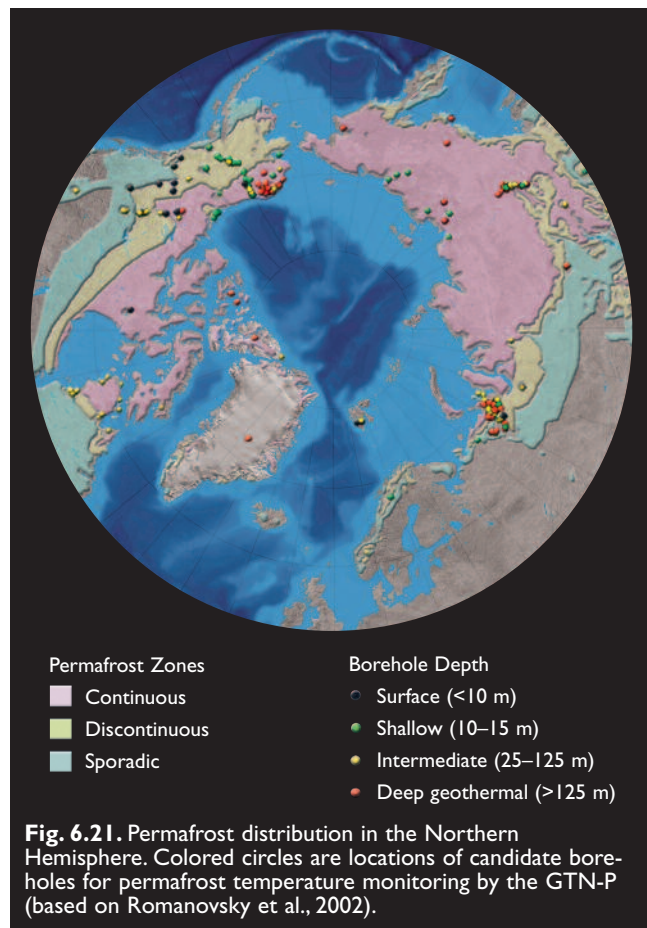 Permafrost Zones
Continuous
Discontinuous
Sporadic
Borehole Depth
Surface (<10 m)
Shallow (10–15 m)
Intermediate (25–125 m)
Deep geothermal (>125 m)
Fig. 6.21. Permafrost distribution in the Northern
Hemisphere. Colored circles are locations of candidate bore-
holes for permafrost temperature monitoring by the GTN-P
(based on Romanovsky et al., 2002).